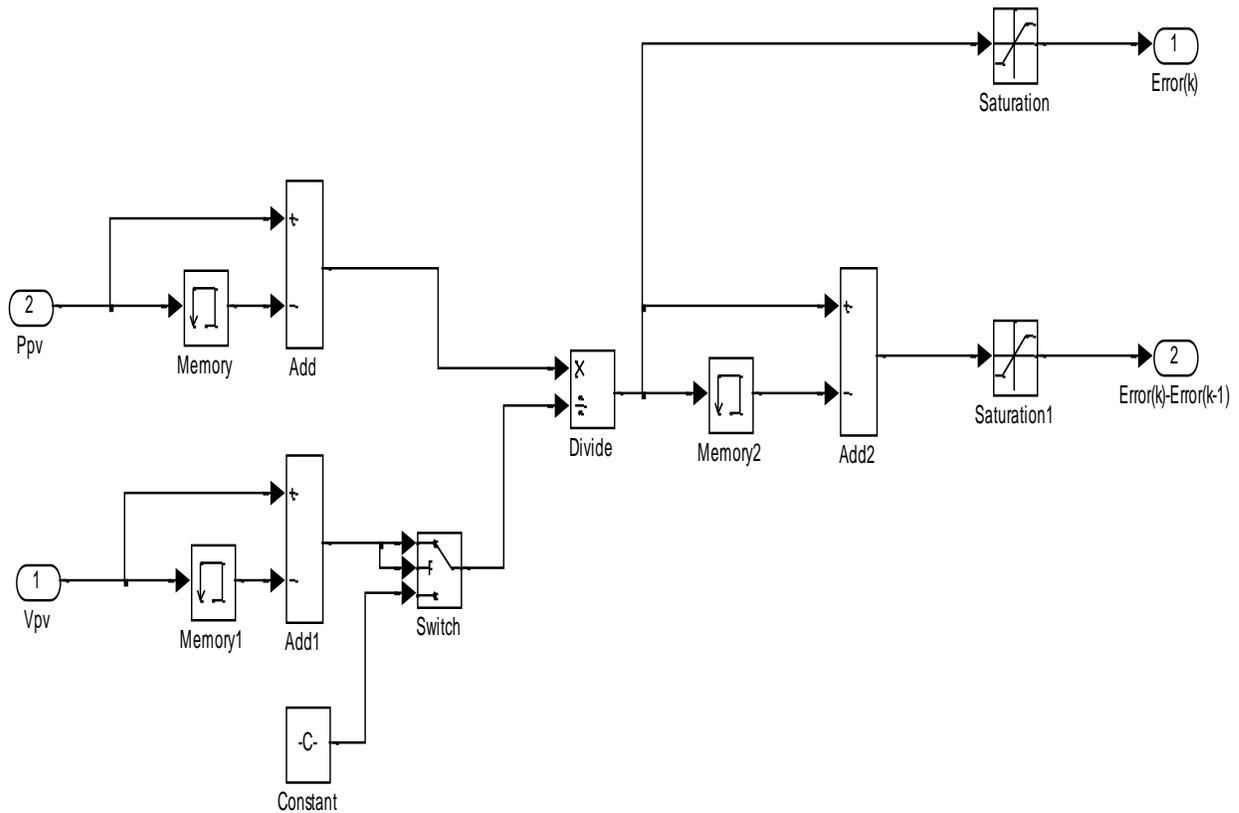 1
Error(k)
Saturation
+
-
2
Ppv
Memory
Add
+
-
2
Error(k)-Error(k-1)
Saturation1
×
÷
Divide
Memory2
Add2
+
-
1
Vpv
Memory1
Add1
Switch
-C-
Constant